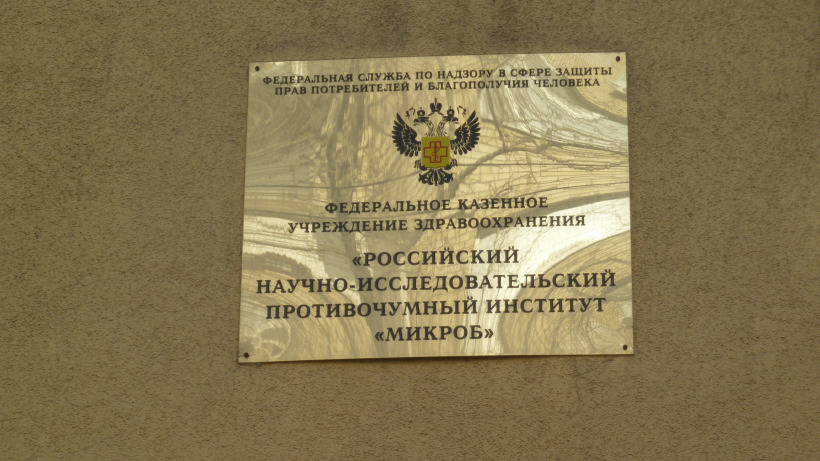 ФЕДЕРАЛЬНАЯ СЛУЖБА ПО НАДЗОРУ В СФЕРЕ ЗАЩИТЫ
ПРАВ ПОТРЕБИТЕЛЕЙ И БЛАГОПОЛУЧИЯ ЧЕЛОВЕКА
ФЕДЕРАЛЬНОЕ КАЗЕННОЕ
УЧРЕЖДЕНИЕ ЗДРАВООХРАНЕНИЯ
«РОССИЙСКИЙ
НАУЧНО-ИССЛЕДОВАТЕЛЬСКИЙ
ПРОТИВОЧУМНЫЙ ИНСТИТУТ
«МИКРОБ»